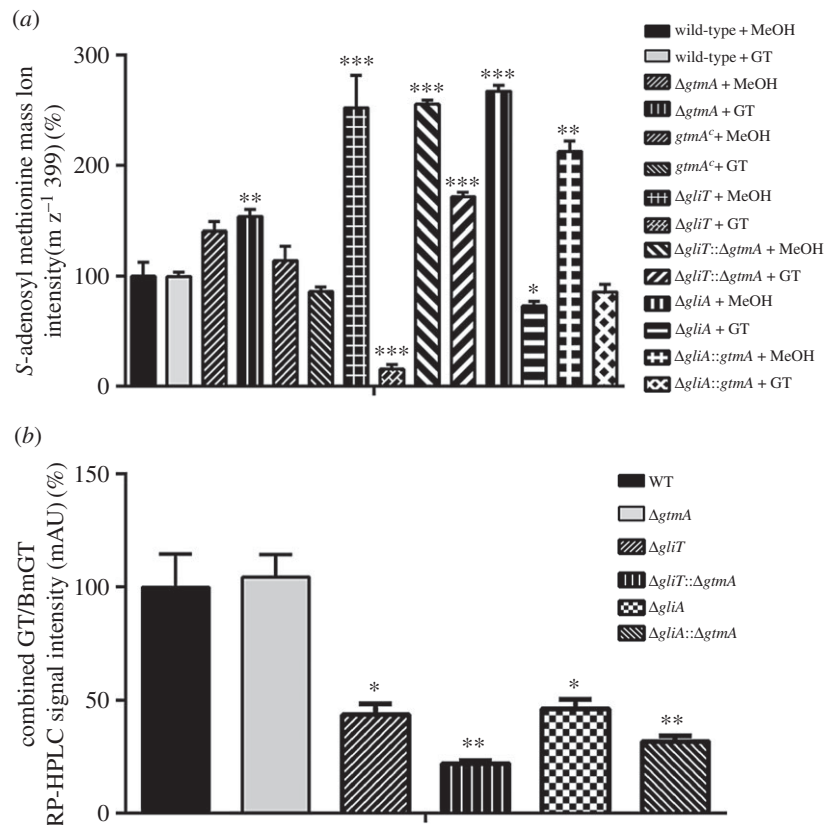 (a)
S-adenosyl methionine mass Ion
intensity(m z⁻¹ 399) (%)
300
200
100
0
**
***
***
***
***
***
*
**
wild-type + MeOH
wild-type + GT
ΔgtmA + MeOH
ΔgtmA + GT
gtmAᶜ + MeOH
gtmAᶜ + GT
ΔgliT + MeOH
ΔgliT + GT
ΔgliT::ΔgtmA + MeOH
ΔgliT::ΔgtmA + GT
ΔgliA + MeOH
ΔgliA + GT
ΔgliA::gtmA + MeOH
ΔgliA::gtmA + GT
(b)
combined GT/BmGT
RP-HPLC signal intensity (mAU) (%)
150
100
50
0
*
**
*
**
WT
ΔgtmA
ΔgliT
ΔgliT::ΔgtmA
ΔgliA
ΔgliA::ΔgtmA